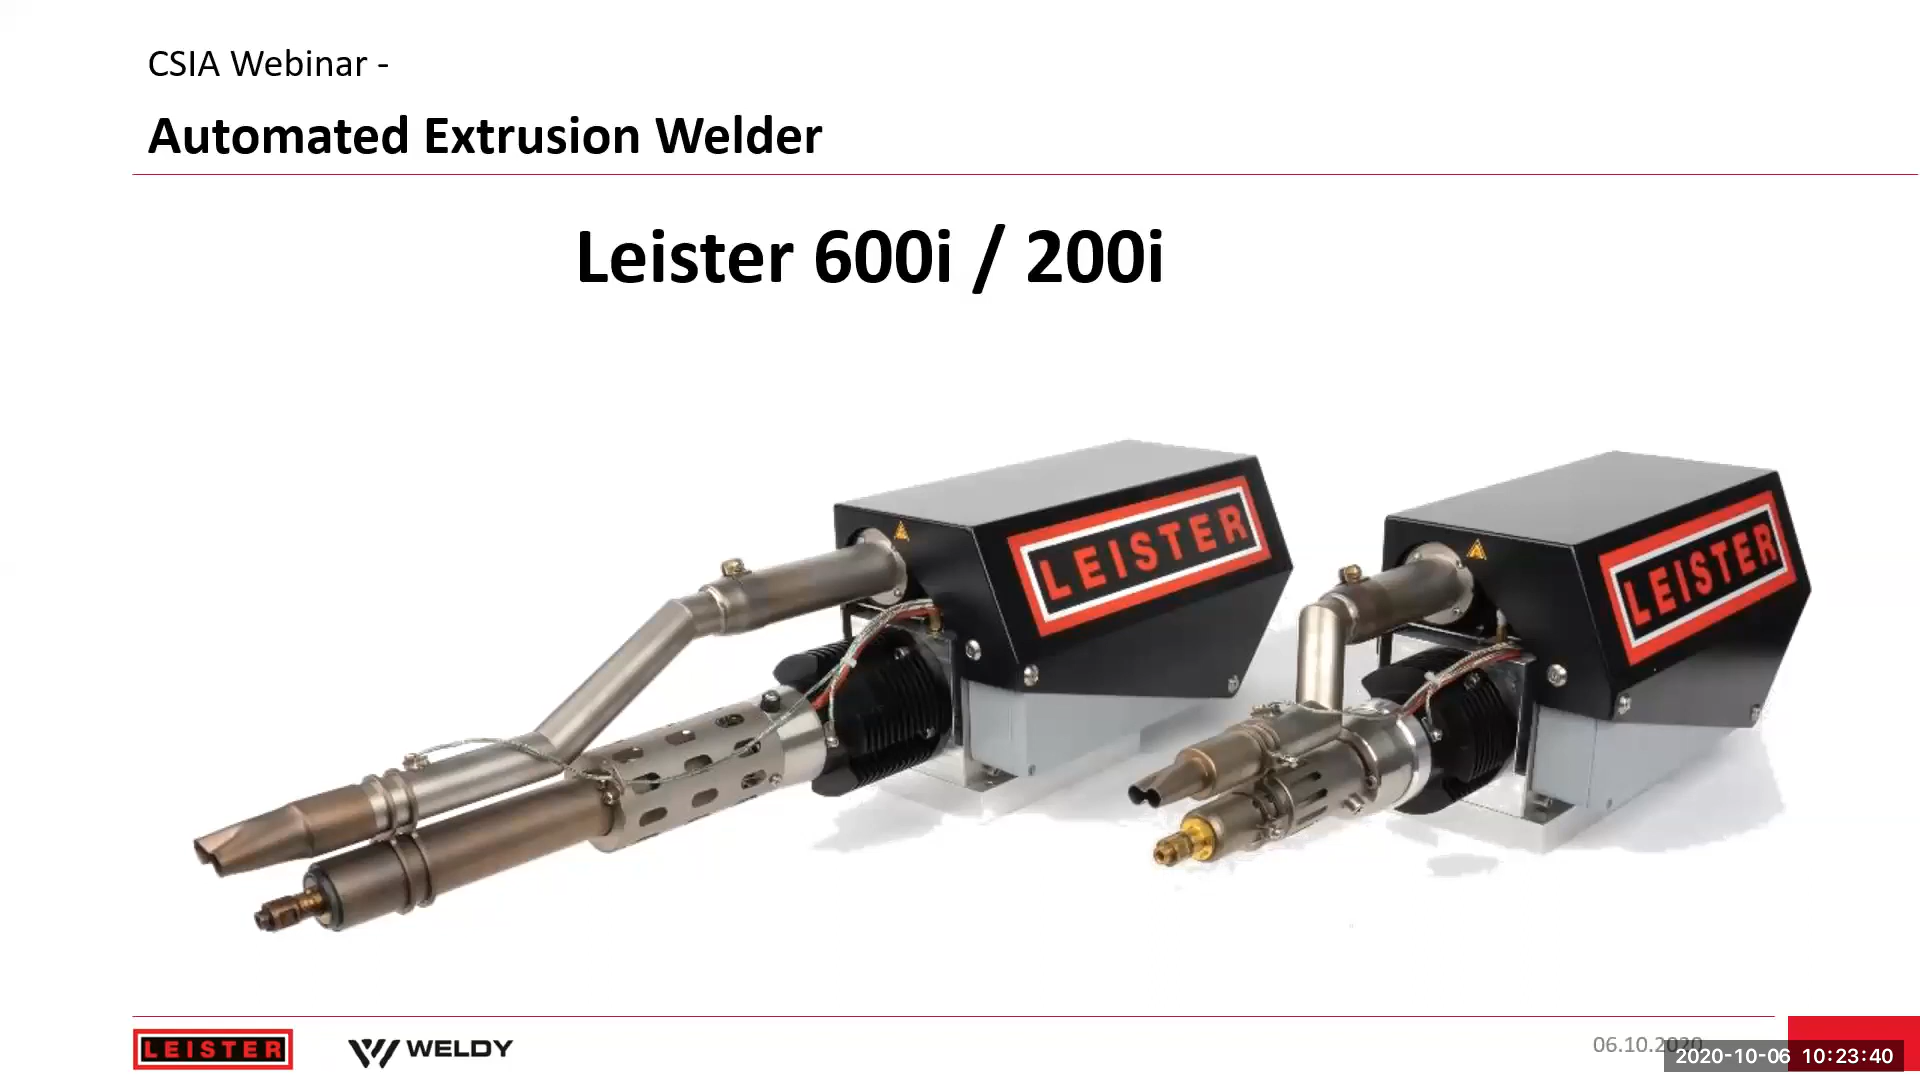 CSIA Webinar -
Automated Extrusion Welder
Leister 600i / 200i
LEISTER
LEISTER
LEISTER
WELDY
06.10.2020
2020-10-06 10:23:40